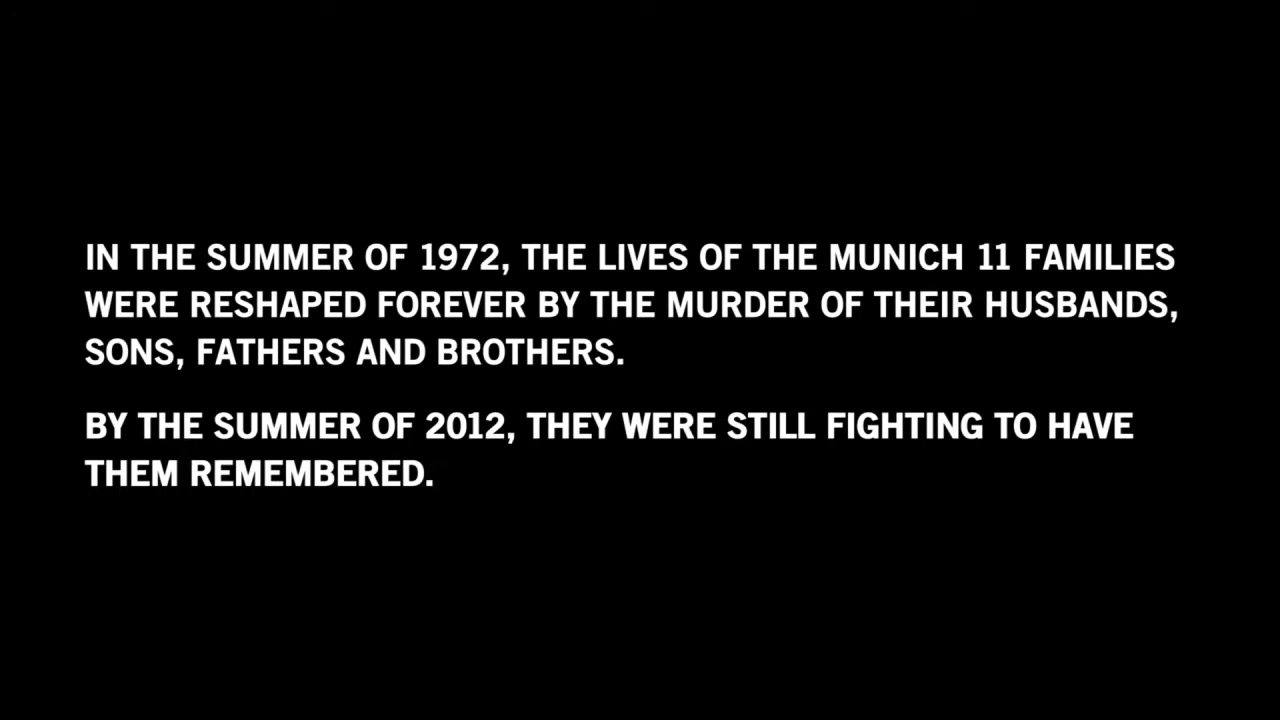 IN THE SUMMER OF 1972, THE LIVES OF THE MUNICH 11 FAMILIES
WERE RESHAPED FOREVER BY THE MURDER OF THEIR HUSBANDS,
SONS, FATHERS AND BROTHERS.
BY THE SUMMER OF 2012, THEY WERE STILL FIGHTING TO HAVE
THEM REMEMBERED.